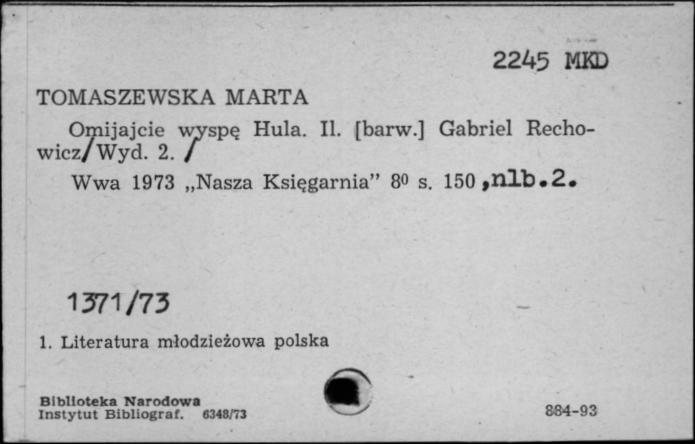 2245 MKD
TOMASZEWSKA MARTA
Omijajcie wyspę Hula. Il. [barw.] Gabriel Recho-
wicz/Wyd. 2. /
Wwa 1973 „Nasza Księgarnia” 8⁰ s. 150 ,nlb.2.
1371/73
1. Literatura młodzieżowa polska
Biblioteka Narodowa
Instytut Bibliograf. 6348/73
884-93